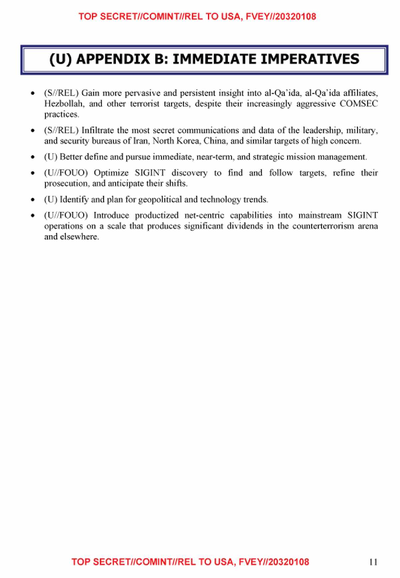 TOP SECRET//COMINT//REL TO USA, FVEY//20320108
(U) APPENDIX B: IMMEDIATE IMPERATIVES
• (S//REL) Gain more pervasive and persistent insight into al-Qa`ida, al-Qa`ida affiliates,
Hezbollah, and other terrorist targets, despite their increasingly aggressive COMSEC
practices.
• (S//REL) Infiltrate the most secret communications and data of the leadership, military,
and security bureaus of Iran, North Korea, China, and similar targets of high concern.
• (U) Better define and pursue immediate, near-term, and strategic mission management.
• (U//FOUO) Optimize SIGINT discovery to find and follow targets, refine their
prosecution, and anticipate their shifts.
• (U) Identify and plan for geopolitical and technology trends.
• (U//FOUO) Introduce productized net-centric capabilities into mainstream SIGINT
operations on a scale that produces significant dividends in the counterterrorism arena
and elsewhere.
TOP SECRET//COMINT//REL TO USA, FVEY//20320108
11